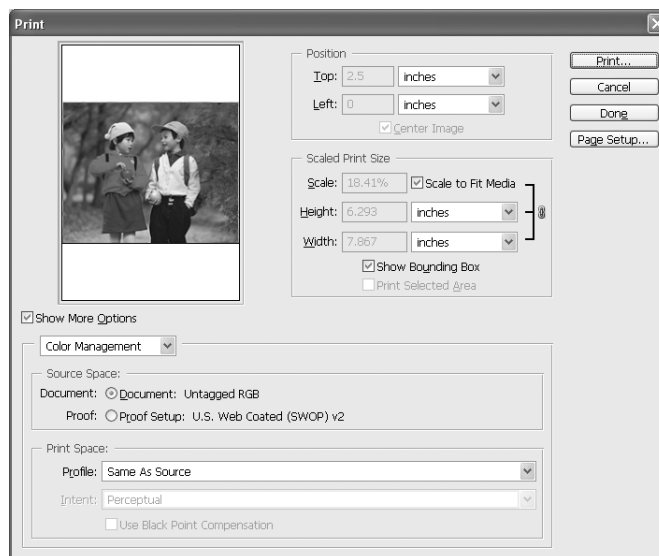 Print
Position
Top: 2.5 inches
Left: 0 inches
Center Image
Scaled Print Size
Scale: 18.41% Scale to Fit Media
Height: 6.293 inches
Width: 7.867 inches
Show Bounding Box
Print Selected Area
Print...
Cancel
Done
Page Setup...
Show More Options
Color Management
Source Space:
Document: Document: Untagged RGB
Proof: Proof Setup: U.S. Web Coated (SWOP) v2
Print Space:
Profile: Same As Source
Intent: Perceptual
Use Black Point Compensation